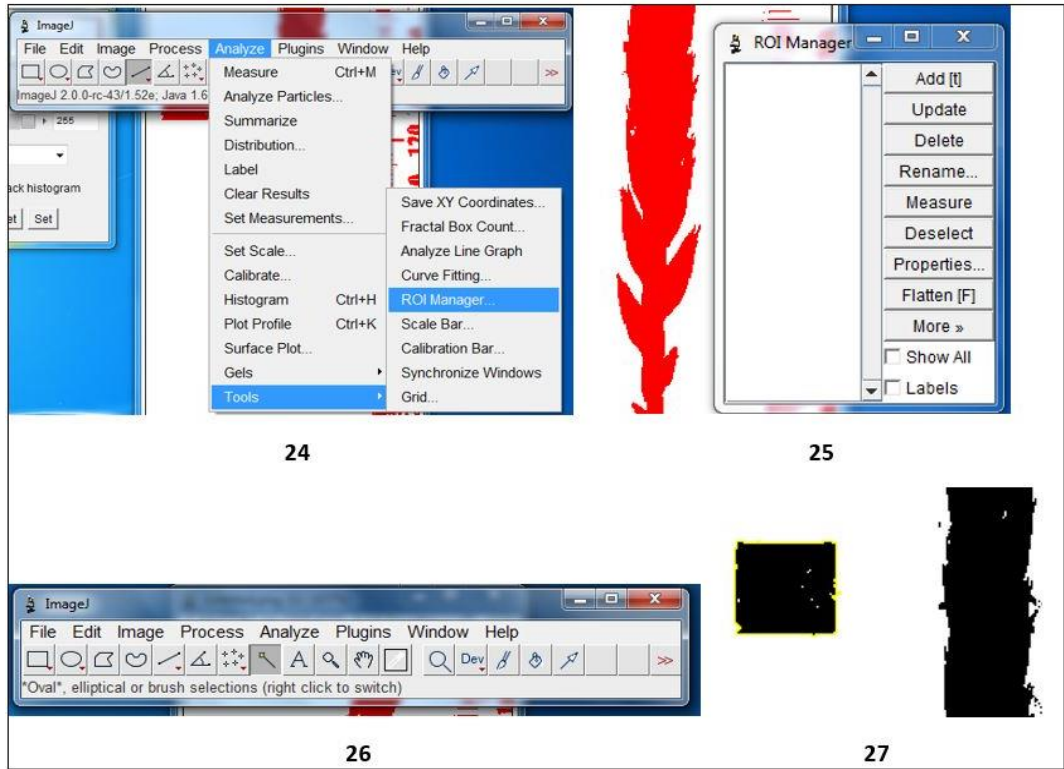 ImageJ
File Edit Image Process Analyze Plugins Window Help
Dev
>>
ImageJ 2.0.0-rc-43/1.52e; Java 1.6
255
ack histogram
et Set
120
Measure Ctrl+M
Analyze Particles...
Summarize
Distribution...
Label
Clear Results
Set Measurements...
Set Scale...
Calibrate...
Histogram Ctrl+H
Plot Profile Ctrl+K
Surface Plot...
Gels
Tools
Save XY Coordinates...
Fractal Box Count...
Analyze Line Graph
Curve Fitting...
ROI Manager...
Scale Bar...
Calibration Bar...
Synchronize Windows
Grid...
24
ROI Manager
Add [t]
Update
Delete
Rename...
Measure
Deselect
Properties...
Flatten [F]
More »
Show All
Labels
25
ImageJ
File Edit Image Process Analyze Plugins Window Help
A Dev >>
*Oval*, elliptical or brush selections (right click to switch)
26
27